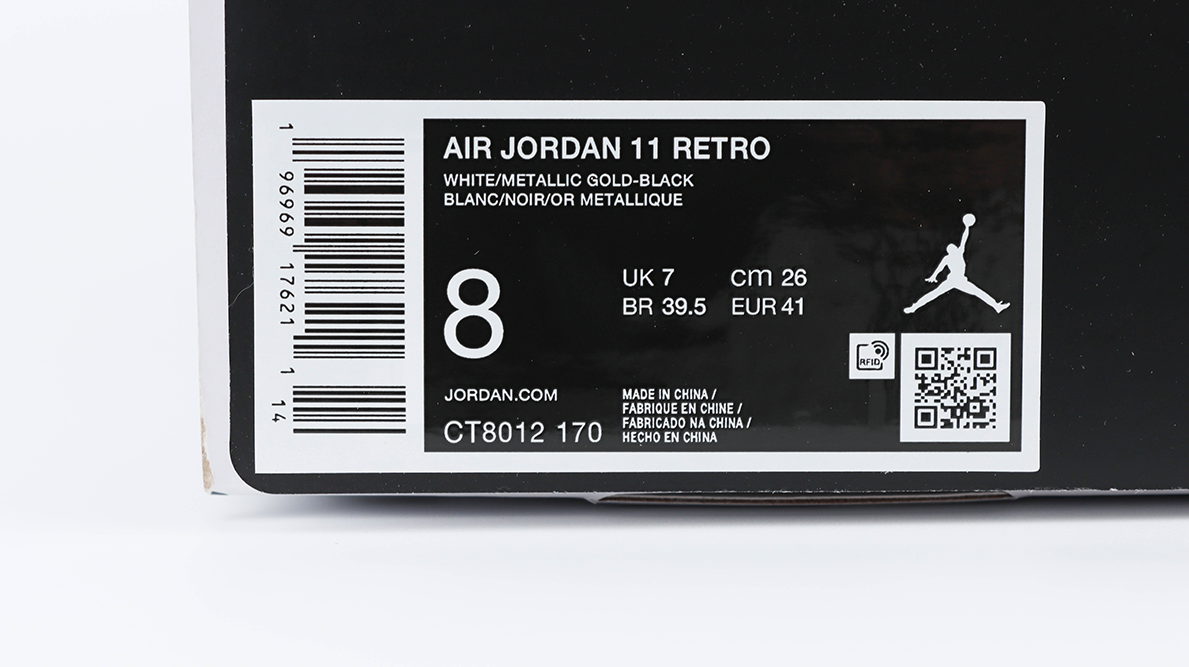 1 96969 17621 1 14
AIR JORDAN 11 RETRO
WHITE/METALLIC GOLD-BLACK
BLANC/NOIR/OR METALLIQUE
8
UK 7 cm 26
BR 39.5 EUR 41
RFID
JORDAN.COM
CT8012 170
MADE IN CHINA /
FABRIQUE EN CHINE /
FABRICADO NA CHINA /
HECHO EN CHINA